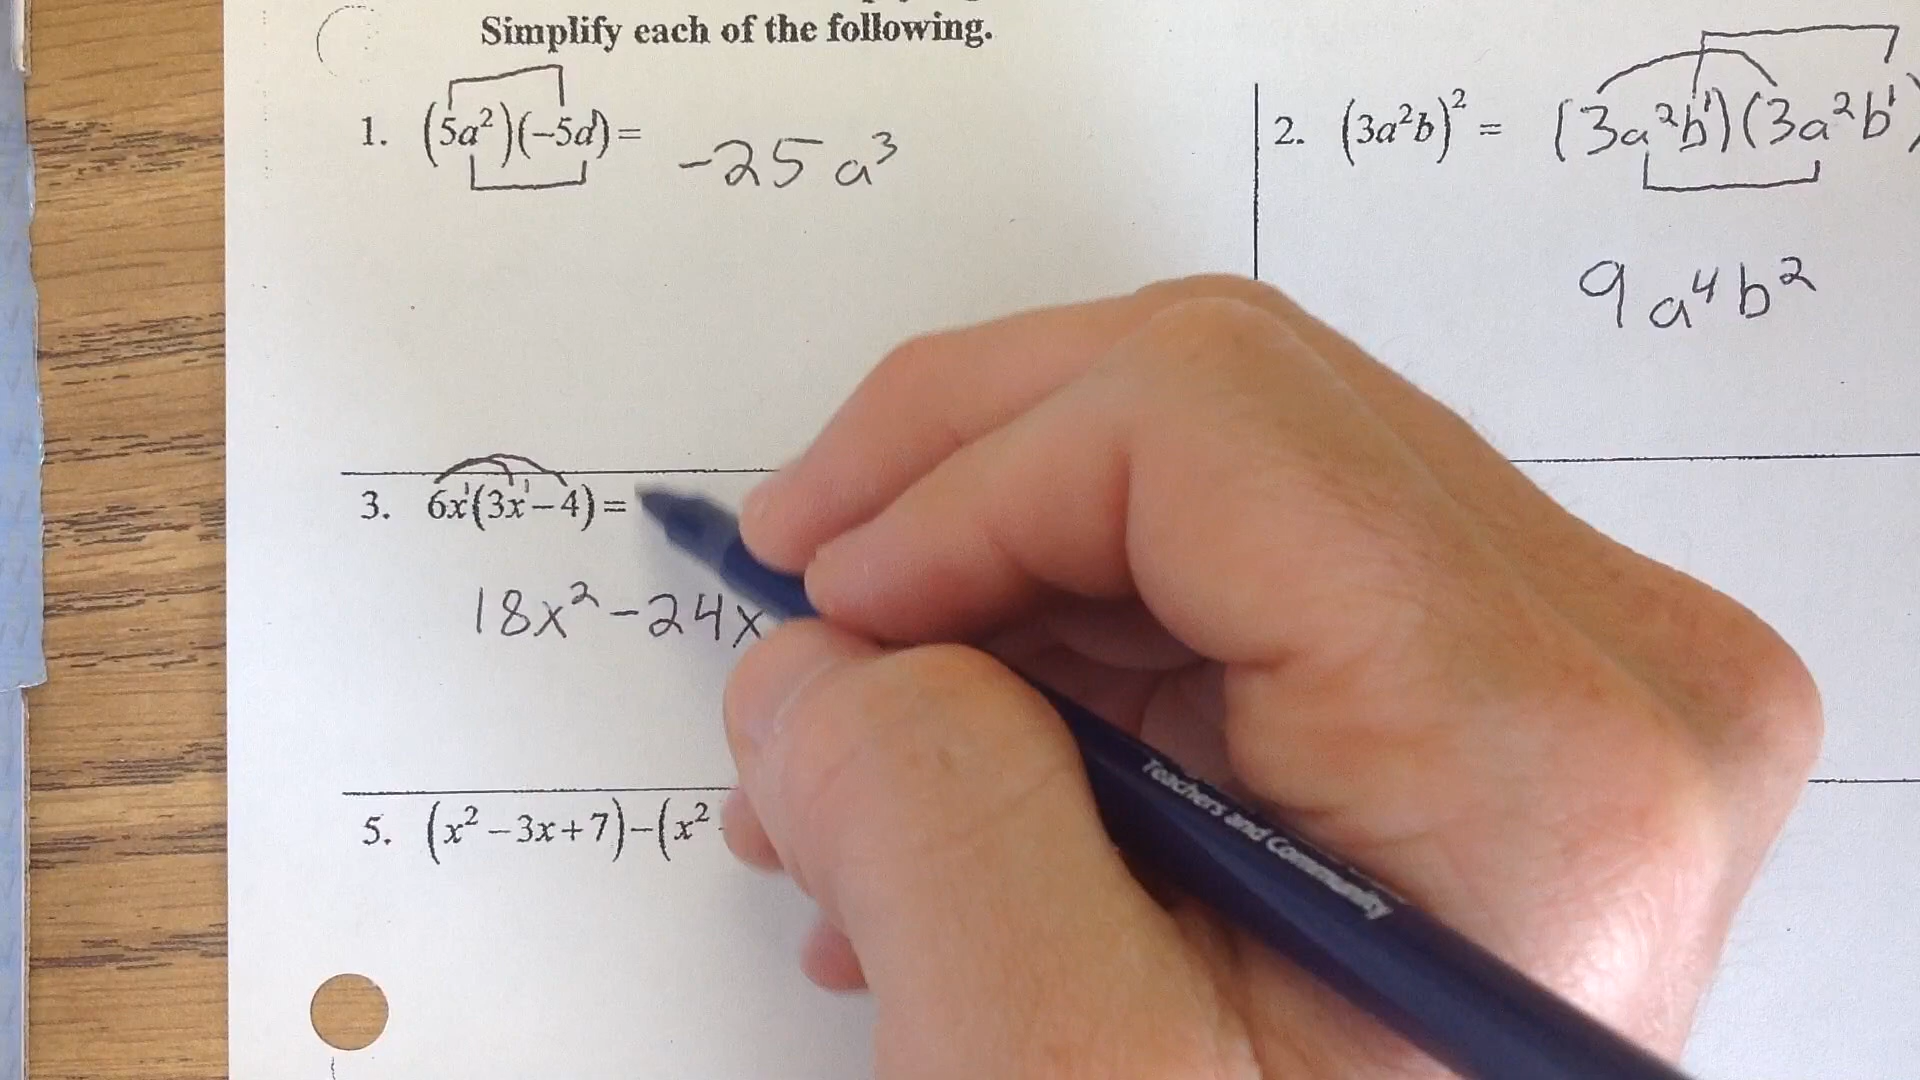 Simplify each of the following.
1. (5a²)(-5a) = -25a³
2. (3a²b)² = (3a²b¹)(3a²b¹)
9a⁴b²
3. 6x¹(3x¹-4) =
18x² - 24x
5. (x² - 3x + 7) - (x²
Teachers and Community